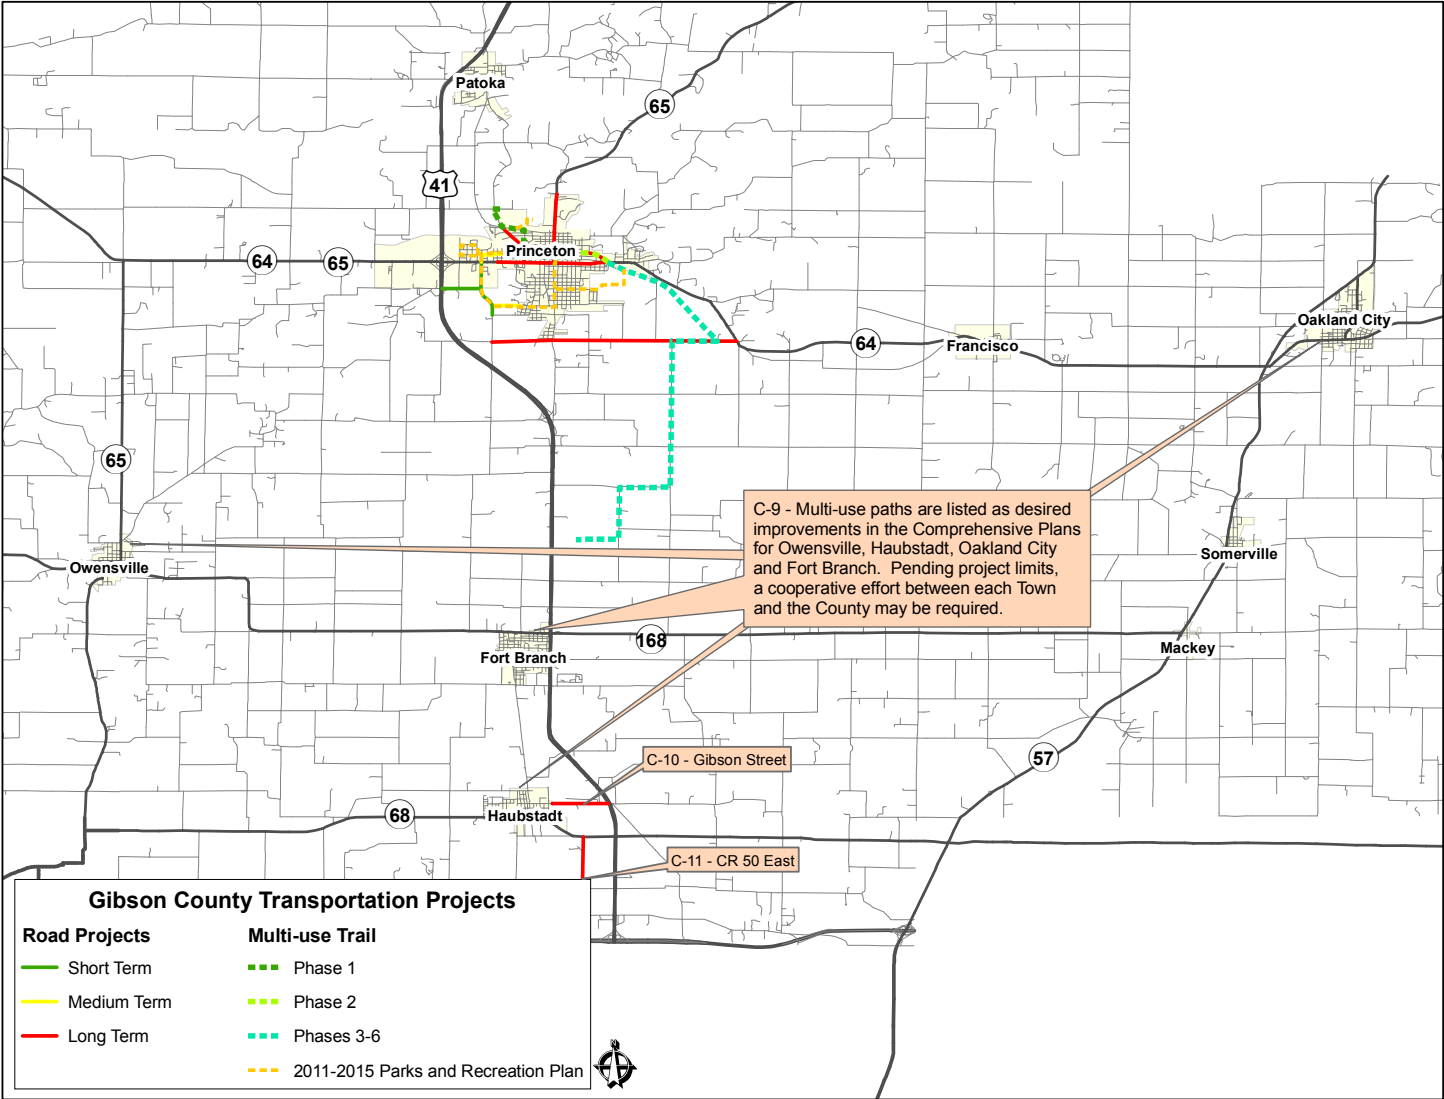 Patoka
65
41
Princeton
64
65
Oakland City
64
Francisco
65
C-9 - Multi-use paths are listed as desired
improvements in the Comprehensive Plans
for Owensville, Haubstadt, Oakland City
and Fort Branch.  Pending project limits,
a cooperative effort between each Town
and the County may be required.
Somerville
Owensville
168
Mackey
Fort Branch
57
C-10 - Gibson Street
68
Haubstadt
C-11 - CR 50 East
Gibson County Transportation Projects
Road Projects
Short Term
Medium Term
Long Term
Multi-use Trail
Phase 1
Phase 2
Phases 3-6
2011-2015 Parks and Recreation Plan